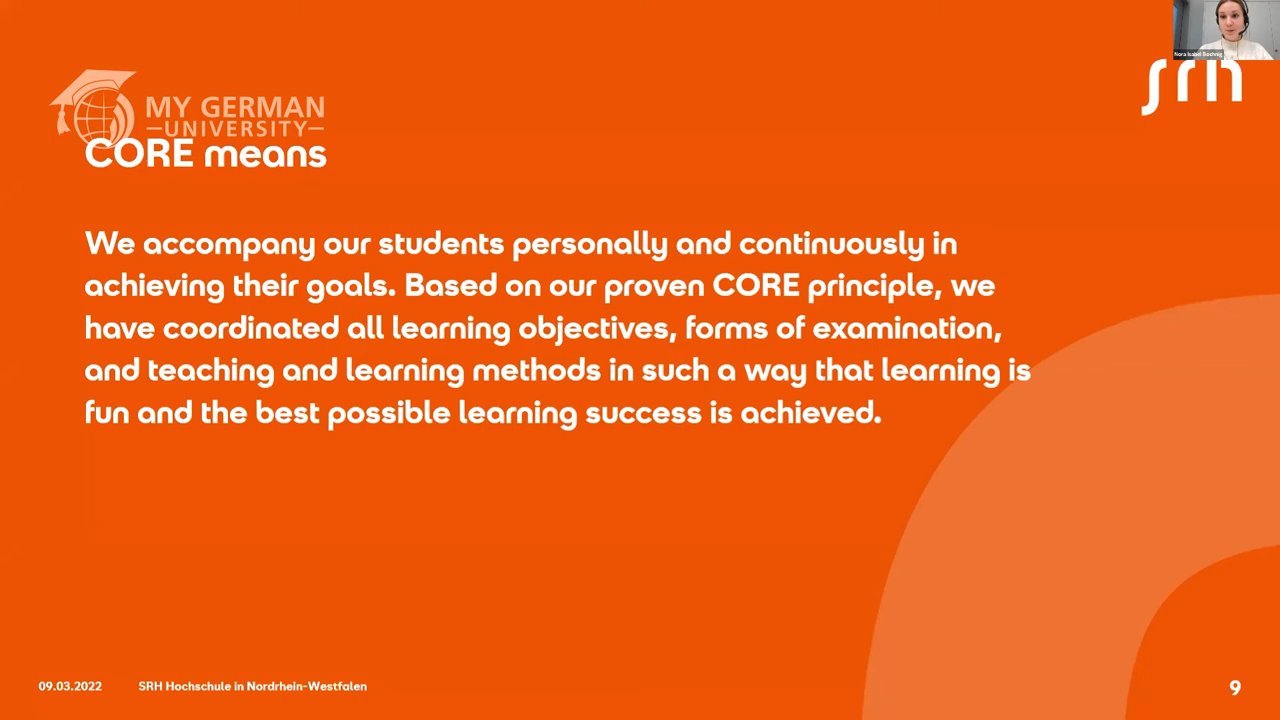 Nora Isabel
srh
MY GERMAN
UNIVERSITY
CORE means
We accompany our students personally and continuously in
achieving their goals. Based on our proven CORE principle, we
have coordinated all learning objectives, forms of examination,
and teaching and learning methods in such a way that learning is
fun and the best possible learning success is achieved.
09.03.2022
SRH Hochschule in Nordrhein-Westfalen
9